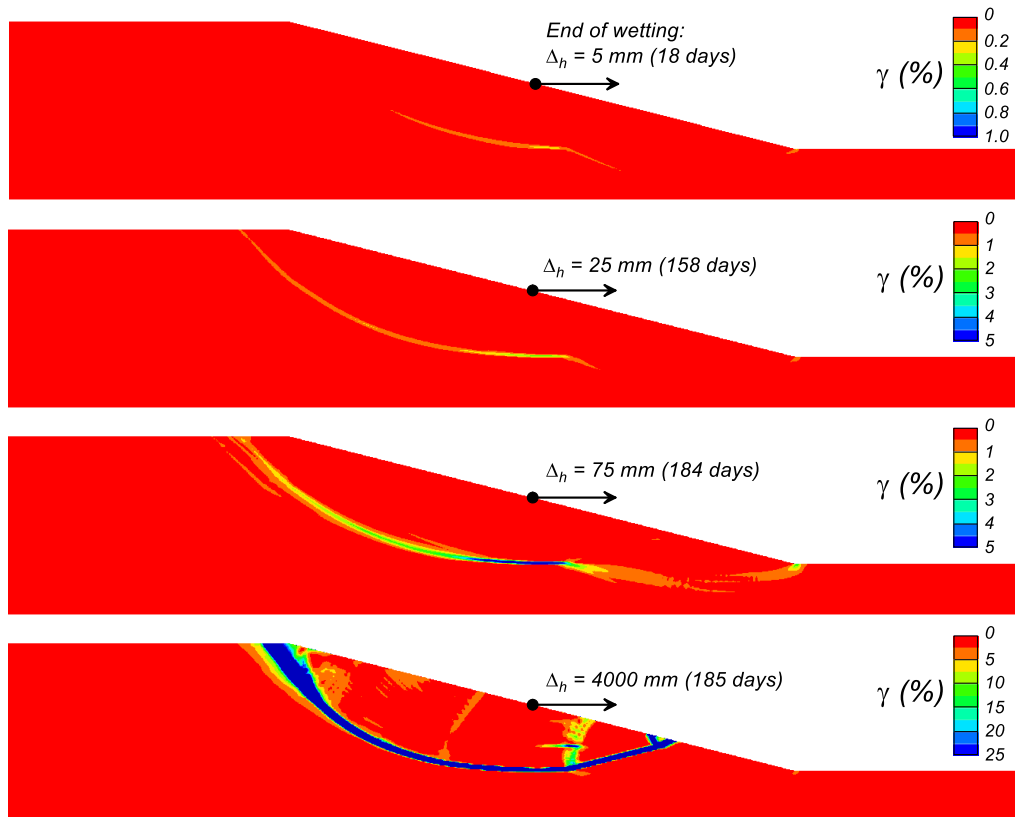 End of wetting:
Δh = 5 mm (18 days)
γ (%)
0
0.2
0.4
0.6
0.8
1.0
Δh = 25 mm (158 days)
γ (%)
0
1
2
3
4
5
Δh = 75 mm (184 days)
γ (%)
0
1
2
3
4
5
Δh = 4000 mm (185 days)
γ (%)
0
5
10
15
20
25